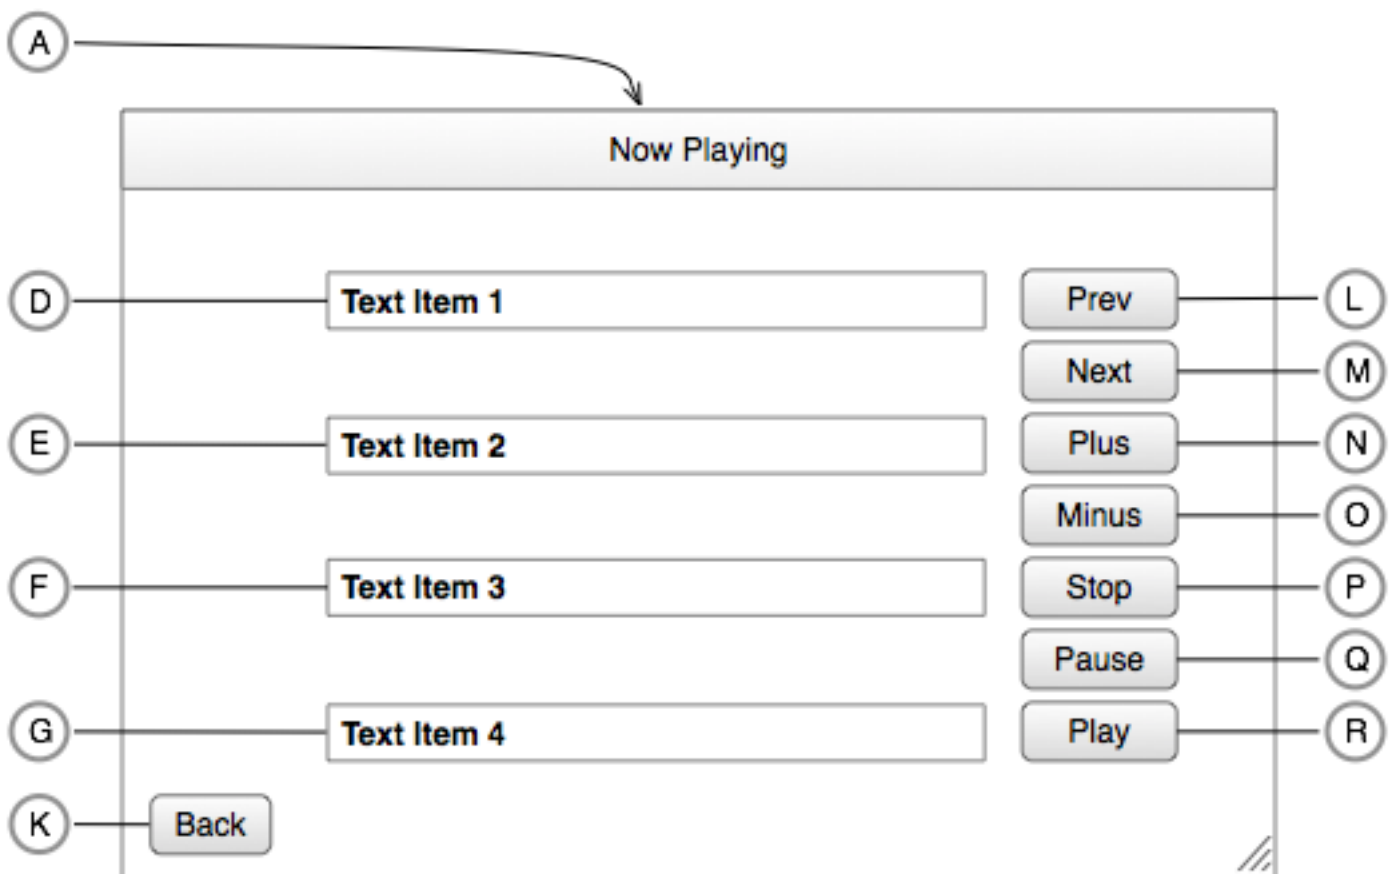 A
Now Playing
D Text Item 1 Prev L
Next M
E Text Item 2 Plus N
Minus O
F Text Item 3 Stop P
Pause Q
G Text Item 4 Play R
K Back